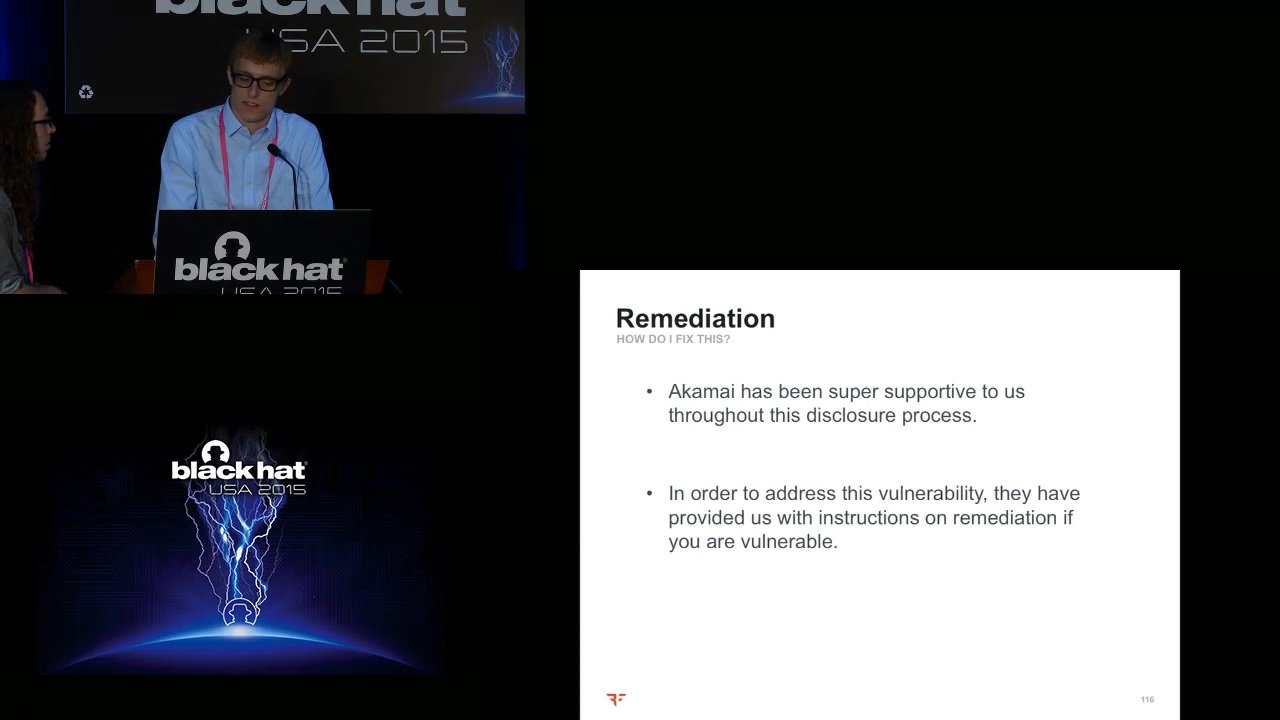 black hat
USA 2015
black hat
USA 2015
black hat
USA 2015
Remediation
HOW DO I FIX THIS?
• Akamai has been super supportive to us
throughout this disclosure process.
• In order to address this vulnerability, they have
provided us with instructions on remediation if
you are vulnerable.
116